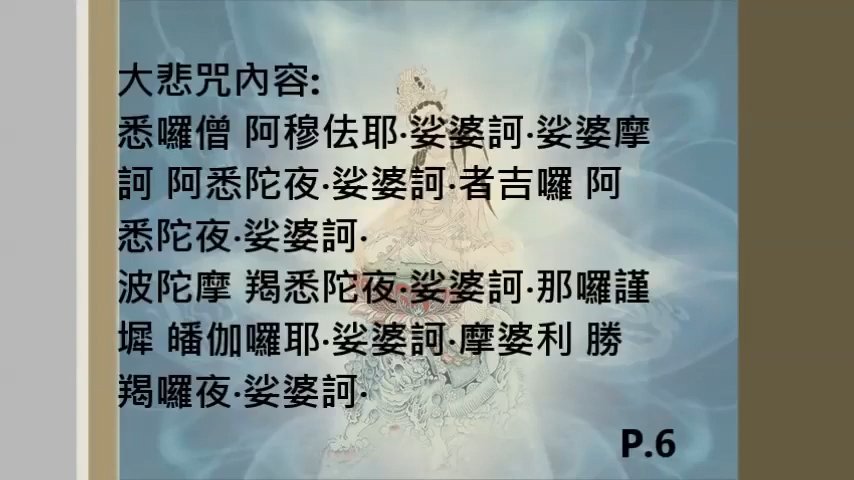 大悲咒內容:
悉囉僧 阿穆佉耶·娑婆訶·娑婆摩
訶 阿悉陀夜·娑婆訶·者吉囉 阿
悉陀夜·娑婆訶·
波陀摩 羯悉陀夜·娑婆訶·那囉謹
墀 皤伽囉耶·娑婆訶·摩婆利 勝
羯囉夜·娑婆訶·
P.6